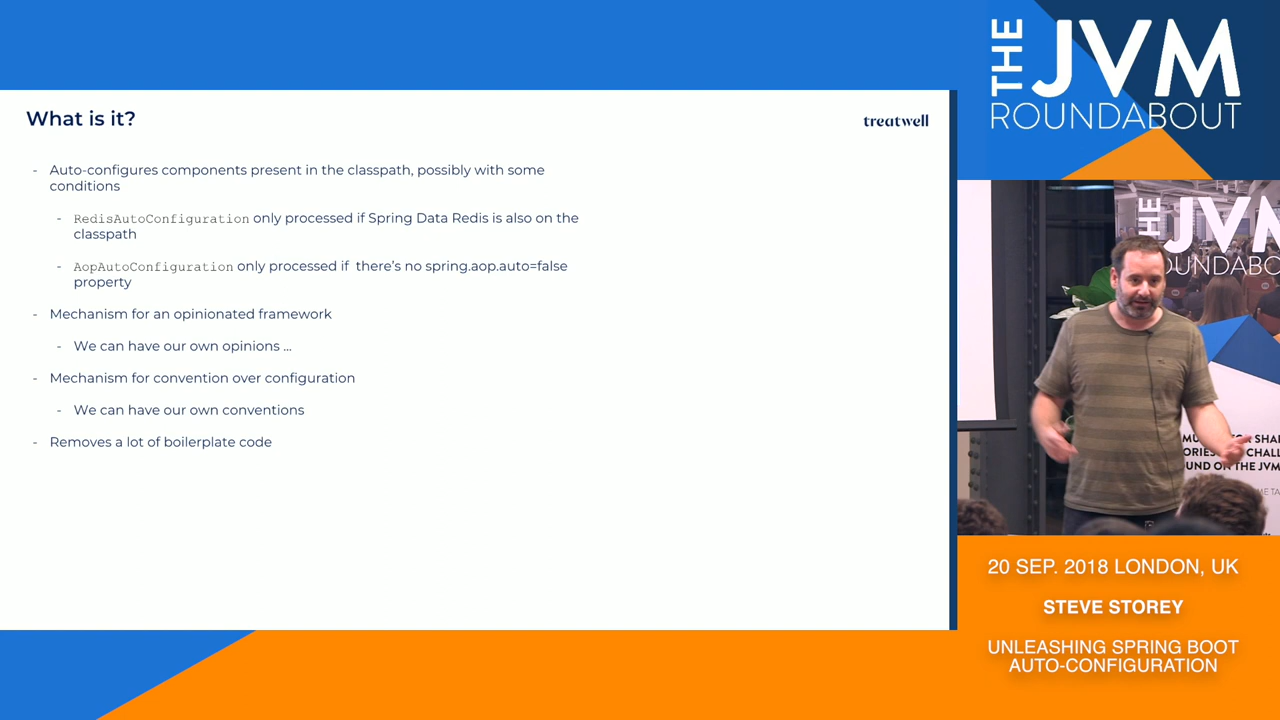 What is it?
treatwell
- Auto-configures components present in the classpath, possibly with some
conditions
- RedisAutoConfiguration only processed if Spring Data Redis is also on the
classpath
- AopAutoConfiguration only processed if there's no spring.aop.auto=false
property
- Mechanism for an opinionated framework
- We can have our own opinions ...
- Mechanism for convention over configuration
- We can have our own conventions
- Removes a lot of boilerplate code
THE JVM
ROUNDABOUT
THE JVM
OUNDABO
20 SEP. 2018 LONDON, UK
STEVE STOREY
UNLEASHING SPRING BOOT
AUTO-CONFIGURATION